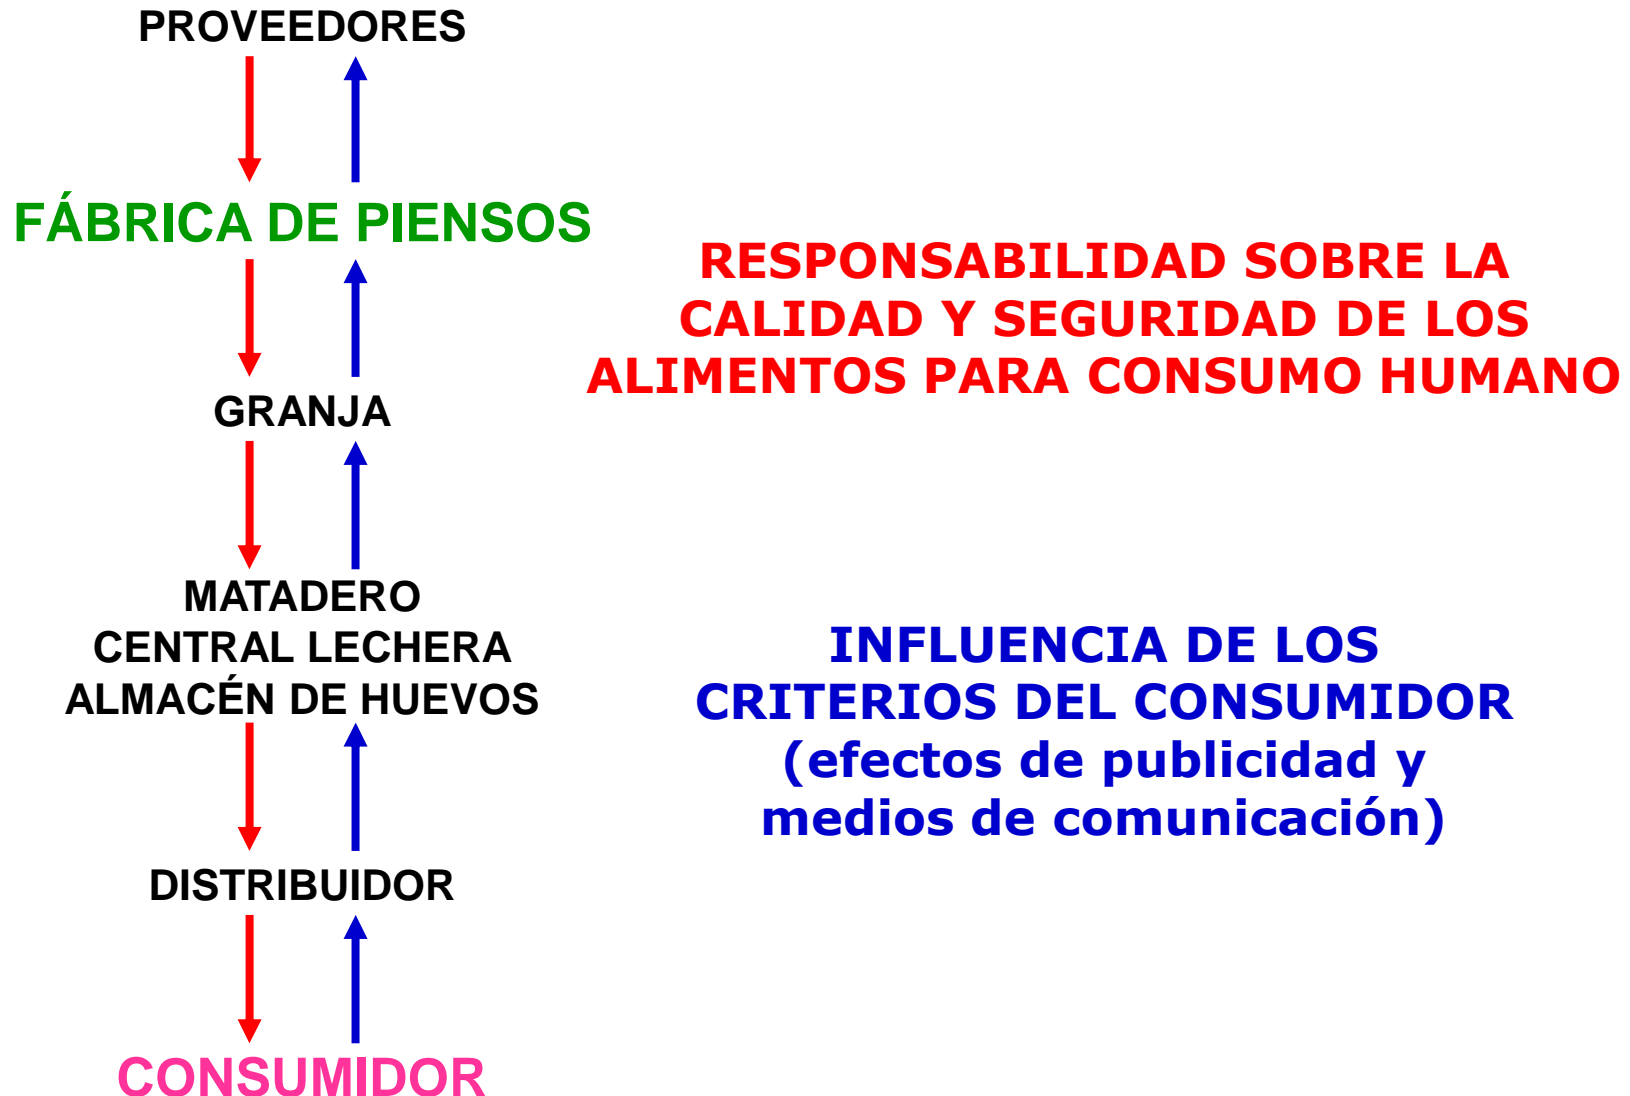 PROVEEDORES
FÁBRICA DE PIENSOS
GRANJA
MATADERO
CENTRAL LECHERA
ALMACÉN DE HUEVOS
DISTRIBUIDOR
CONSUMIDOR
RESPONSABILIDAD SOBRE LA
CALIDAD Y SEGURIDAD DE LOS
ALIMENTOS PARA CONSUMO HUMANO
INFLUENCIA DE LOS
CRITERIOS DEL CONSUMIDOR
(efectos de publicidad y
medios de comunicación)